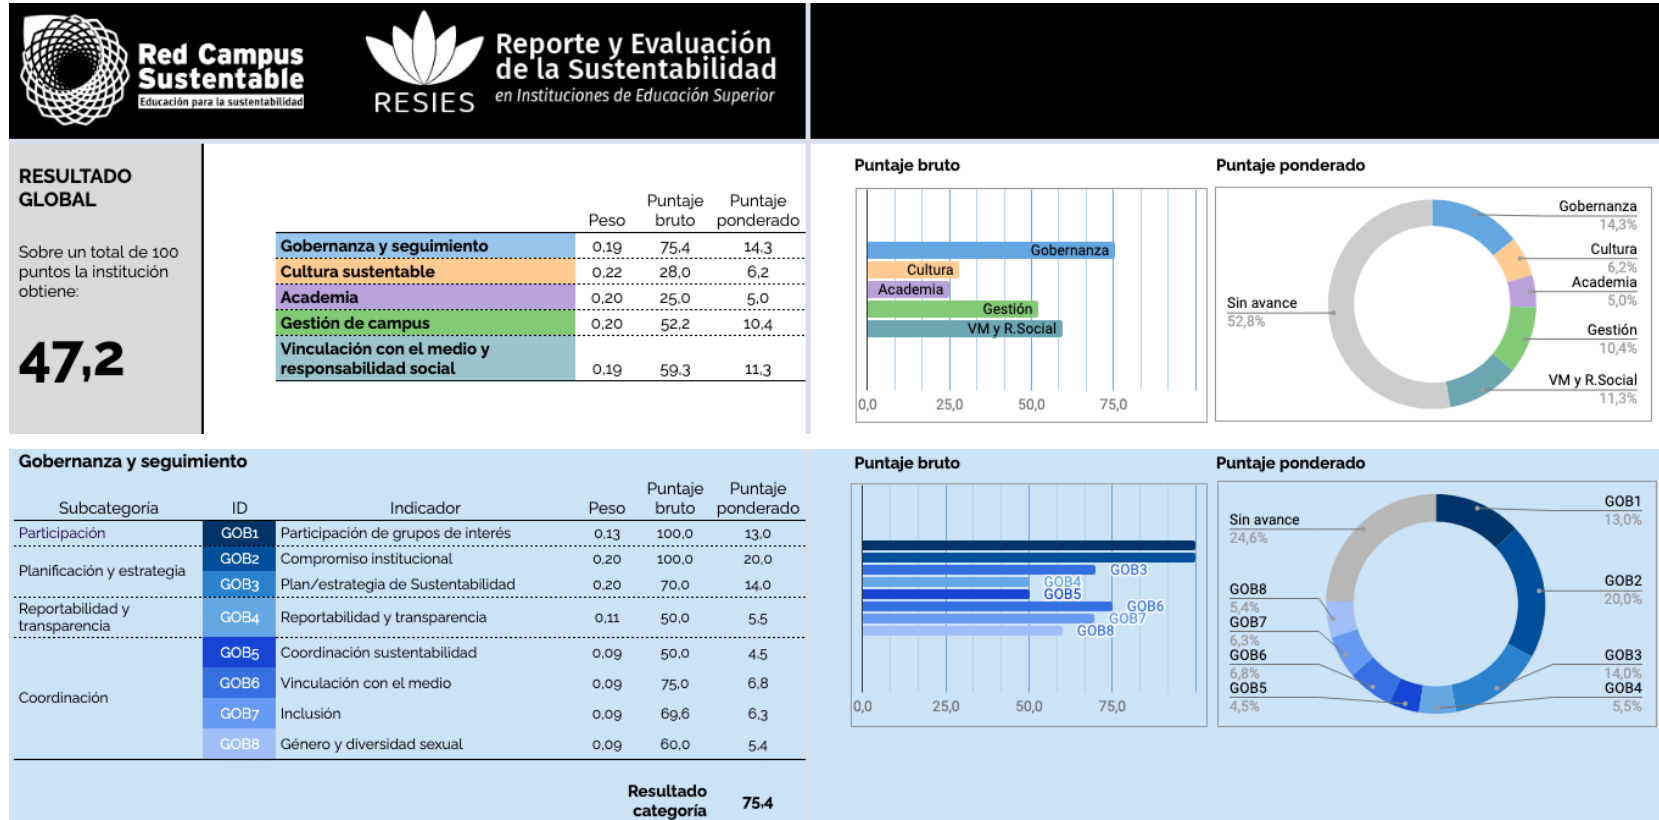 Red Campus
Sustentable
Educación para la sustentabilidad
RESIES
Reporte y Evaluación
de la Sustentabilidad
en Instituciones de Educación Superior
RESULTADO
GLOBAL
Sobre un total de 100
puntos la institución
obtiene:
47,2
Peso Puntaje bruto Puntaje ponderado
Gobernanza y seguimiento 0,19 75,4 14,3
Cultura sustentable 0,22 28,0 6,2
Academia 0,20 25,0 5,0
Gestión de campus 0,20 52,2 10,4
Vinculación con el medio y
responsabilidad social 0,19 59,3 11,3
Puntaje bruto
Gobernanza
Cultura
Academia
Gestión
VM y R.Social
0,0 25,0 50,0 75,0
Puntaje ponderado
Gobernanza
14,3%
Cultura
6,2%
Academia
5,0%
Gestión
10,4%
VM y R.Social
11,3%
Sin avance
52,8%
Gobernanza y seguimiento
Subcategoría ID Indicador Peso Puntaje bruto Puntaje ponderado
Participación GOB1 Participación de grupos de interés 0,13 100,0 13,0
Planificación y estrategia
GOB2 Compromiso institucional 0,20 100,0 20,0
GOB3 Plan/estrategia de Sustentabilidad 0,20 70,0 14,0
Reportabilidad y
transparencia
GOB4 Reportabilidad y transparencia 0,11 50,0 5,5
Coordinación
GOB5 Coordinación sustentabilidad 0,09 50,0 4,5
GOB6 Vinculación con el medio 0,09 75,0 6,8
GOB7 Inclusión 0,09 69,6 6,3
GOB8 Género y diversidad sexual 0,09 60,0 5,4
Resultado
categoría 75,4
Puntaje bruto
GOB3
GOB4
GOB5
GOB6
GOB7
GOB8
0,0 25,0 50,0 75,0
Puntaje ponderado
GOB1
13,0%
GOB2
20,0%
GOB3
14,0%
GOB4
5,5%
Sin avance
24,6%
GOB8
5,4%
GOB7
6,3%
GOB6
6,8%
GOB5
4,5%